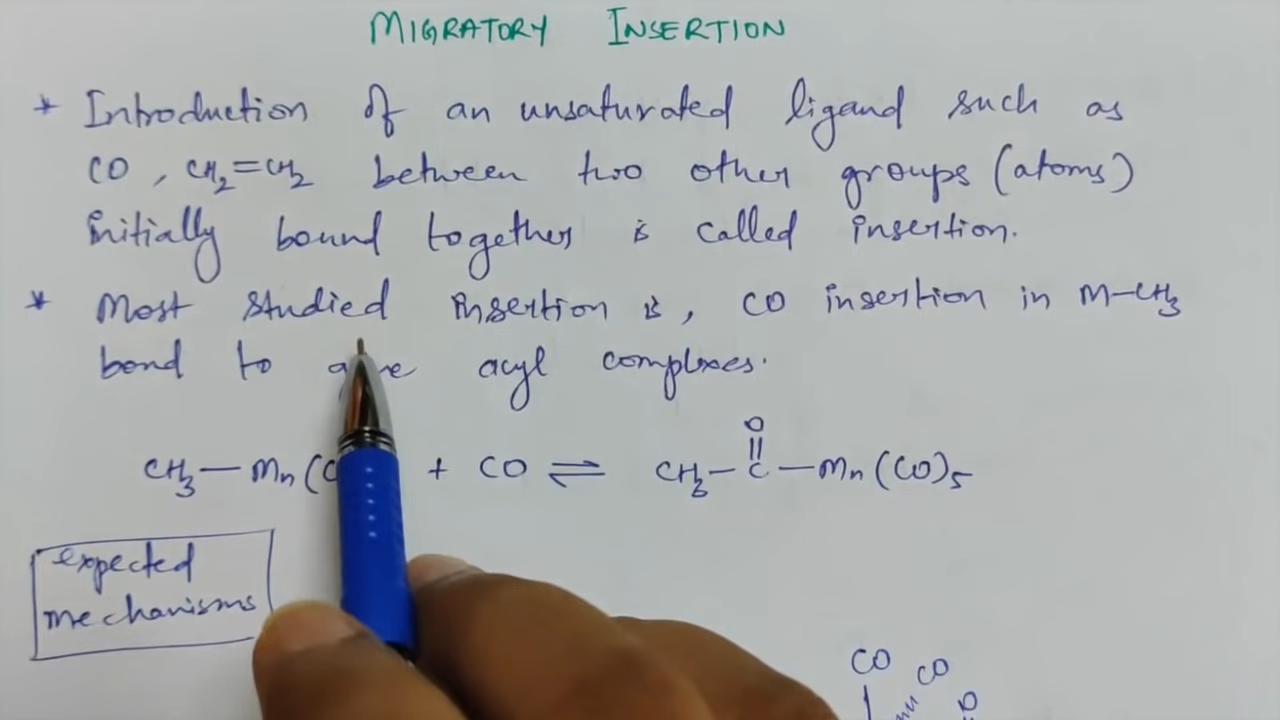 MIGRATORY INSERTION
* Introduction of an unsaturated ligand such as
CO, CH₂=CH₂ between two other groups (atoms)
initially bound together is called insertion.
* Most studied insertion is, CO insertion in M-CH₃
bond to acyl complexes.
O
CH₃-Mn(C + CO ⇌ CH₃-C-Mn(CO)₅
expected
mechanisms
CO CO